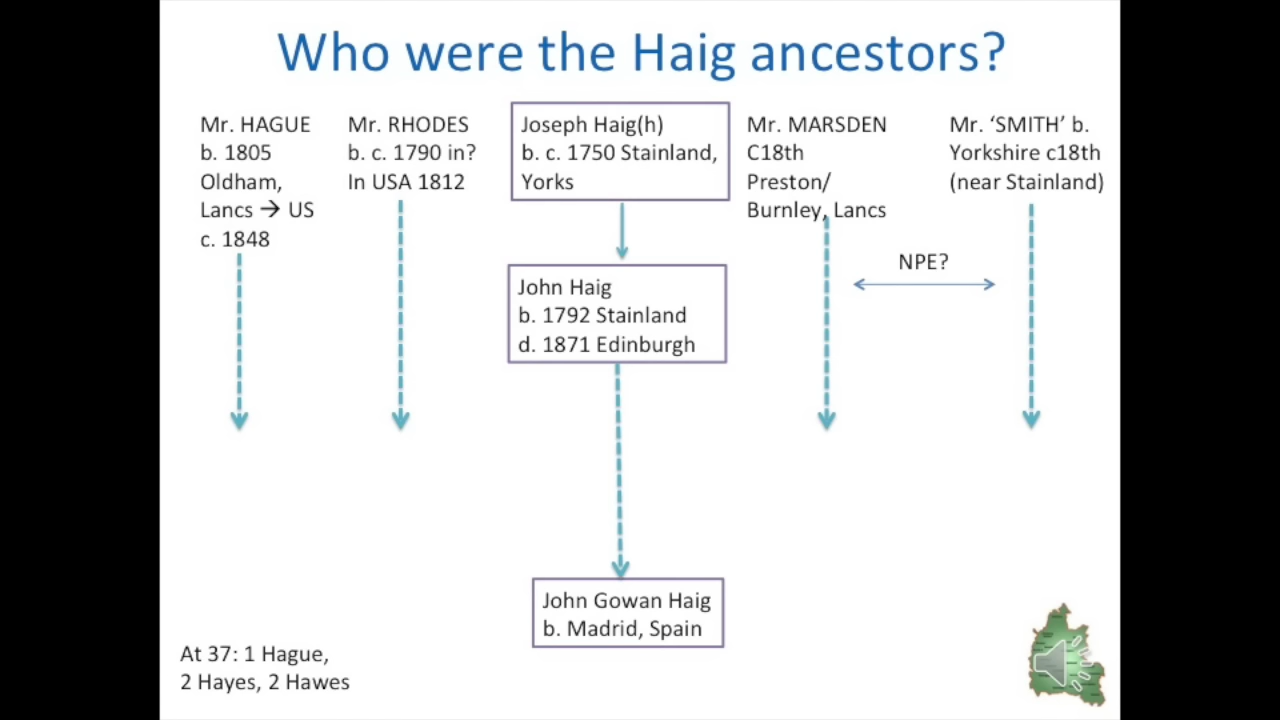 Who were the Haig ancestors?
Mr. HAGUE
b. 1805
Oldham,
Lancs → US
c. 1848
Mr. RHODES
b. c. 1790 in?
In USA 1812
Joseph Haig(h)
b. c. 1750 Stainland,
Yorks
Mr. MARSDEN
C18th
Preston/
Burnley, Lancs
Mr. ‘SMITH’ b.
Yorkshire c18th
(near Stainland)
NPE?
John Haig
b. 1792 Stainland
d. 1871 Edinburgh
John Gowan Haig
b. Madrid, Spain
At 37: 1 Hague,
2 Hayes, 2 Hawes